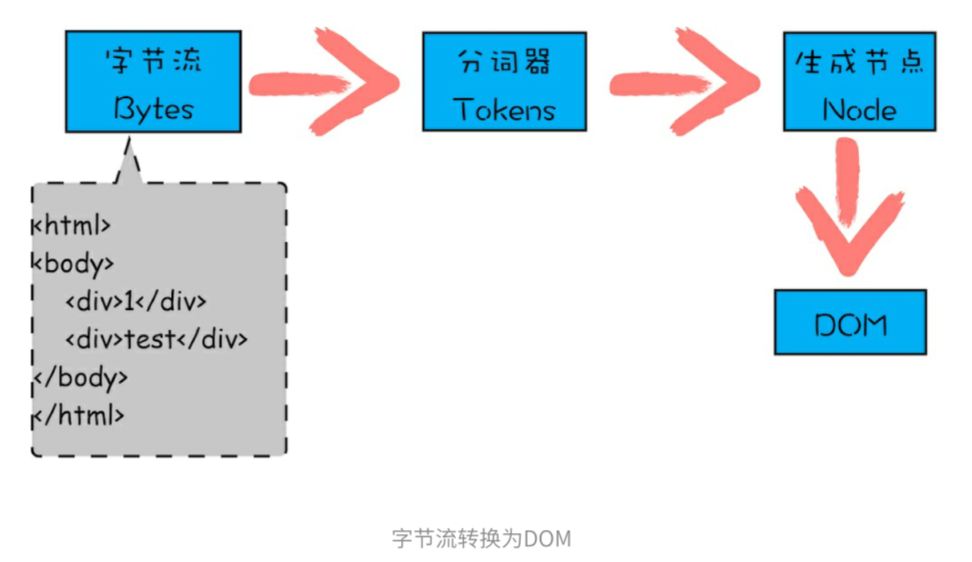 字节流
Bytes
分词器
Tokens
生成节点
Node
<html>
<body>
<div>1</div>
<div>test</div>
</body>
</html>
DOM
字节流转换为DOM